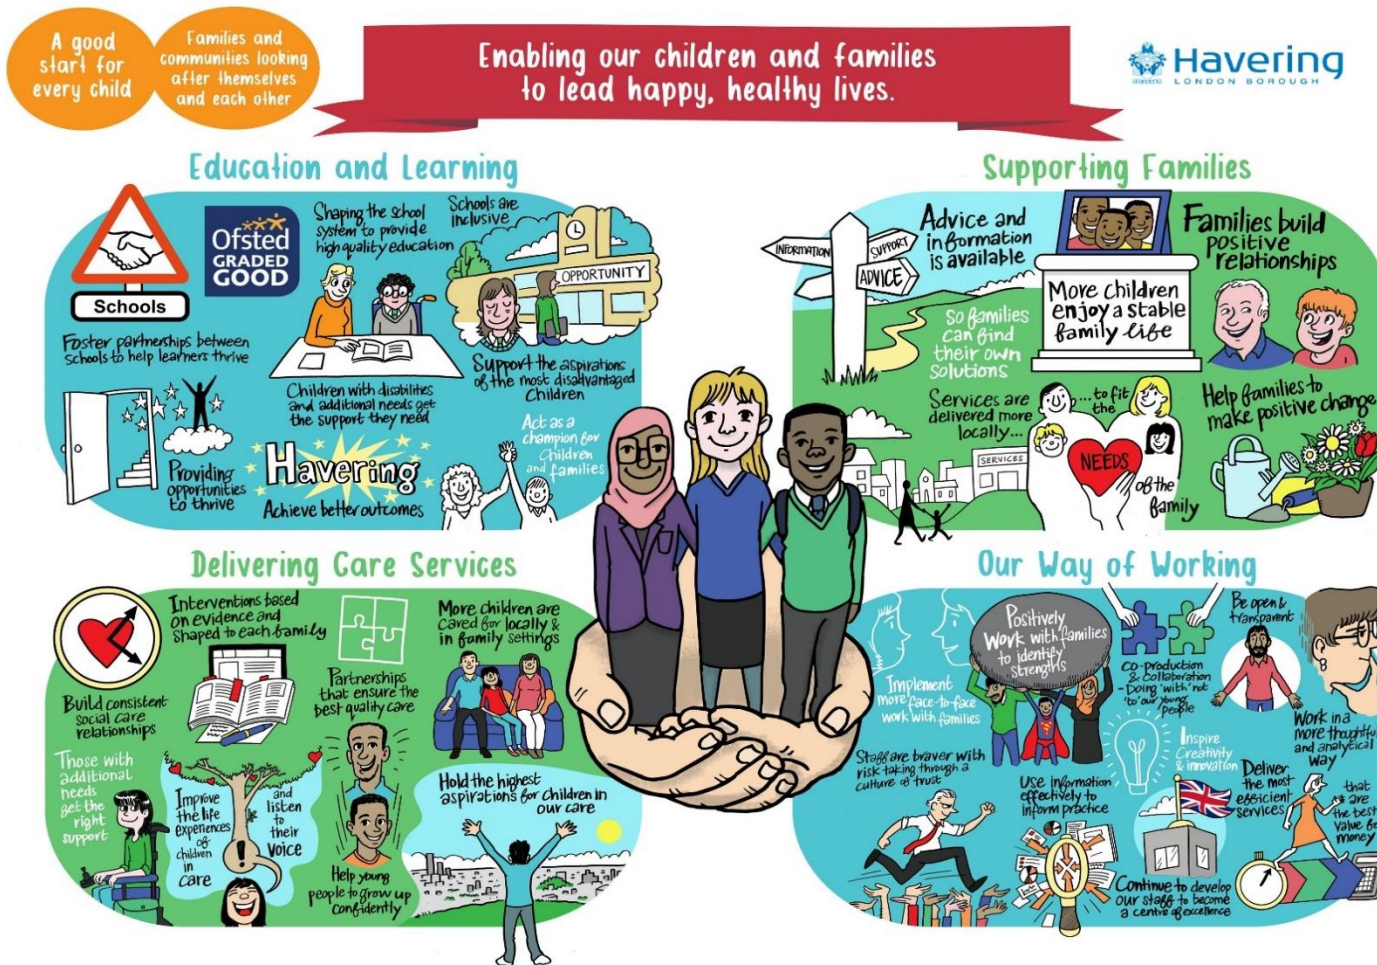 A good
start for
every child
Families and
communities looking
after themselves
and each other
Enabling our children and families
to lead happy, healthy lives.
Havering
LONDON BOROUGH
Education and Learning
Schools
Ofsted
GRADED
GOOD
Shaping the school
system to provide
high quality education
Schools are
inclusive
OPPORTUNITY
Foster partnerships between
schools to help learners thrive
Children with disabilities
and additional needs get
the support they need
Support the aspirations
of the most disadvantaged
Children
Providing
opportunities
to thrive
Havering
Achieve better outcomes
Act as a
champion for
Children
and families
Supporting Families
INFORMATION
SUPPORT
ADVICE
Advice and
information
is available
So families
can find
their own
solutions
More children
enjoy a stable
family life
Families build
positive
relationships
Services are
delivered more
locally...
SERVICES
...to fit
the
NEEDS
of the
family
Help families to
make positive change
Delivering Care Services
Build consistent
social care
relationships
Interventions based
on evidence and
shaped to each family
Partnerships
that ensure the
best quality care
More children are
cared for locally &
in family settings
Those with
additional
needs
get the
right
support
Improve
the life
experiences
of
children
in
care
!
and
listen
to
their
voice
Help young
people to grow up
confidently
Hold the highest
aspirations for children in
our care
Our Way of Working
Implement
more face-to-face
work with families
Positively
Work with families
to identify
strengths
Co-production
& Collaboration
- Doing 'with' not
'to' our young
people
Be open &
transparent
Work in a
more thoughtful
and analytical
way
Staff are braver with
risk taking through a
culture of trust
Use information
effectively to
inform practice
Inspire
Creativity
& innovation
Continue to develop
our staff to become
a centre of excellence
Deliver
the most
efficient
services
that
are
the best
value
money